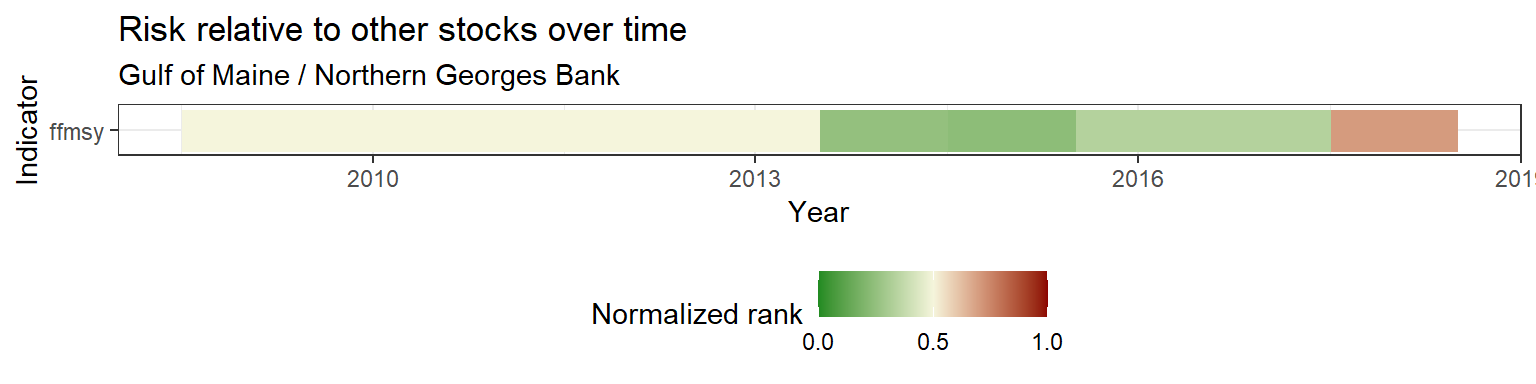 Risk relative to other stocks over time
Gulf of Maine / Northern Georges Bank
Indicator
ffmsy
2010 2013 2016 201
Year
Normalized rank
0.0 0.5 1.0